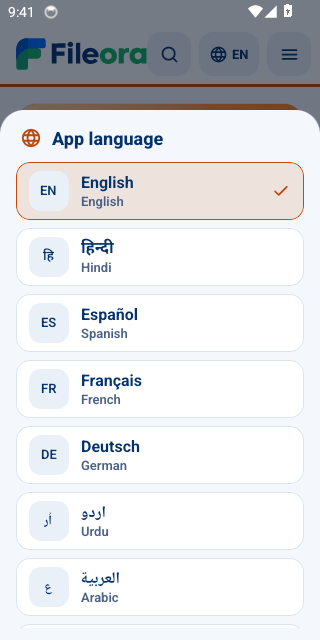 9:41
Fileora
EN
App language
EN
English
English
हि
हिन्दी
Hindi
ES
Español
Spanish
FR
Français
French
DE
Deutsch
German
اُر
اردو
Urdu
ع
العربية
Arabic